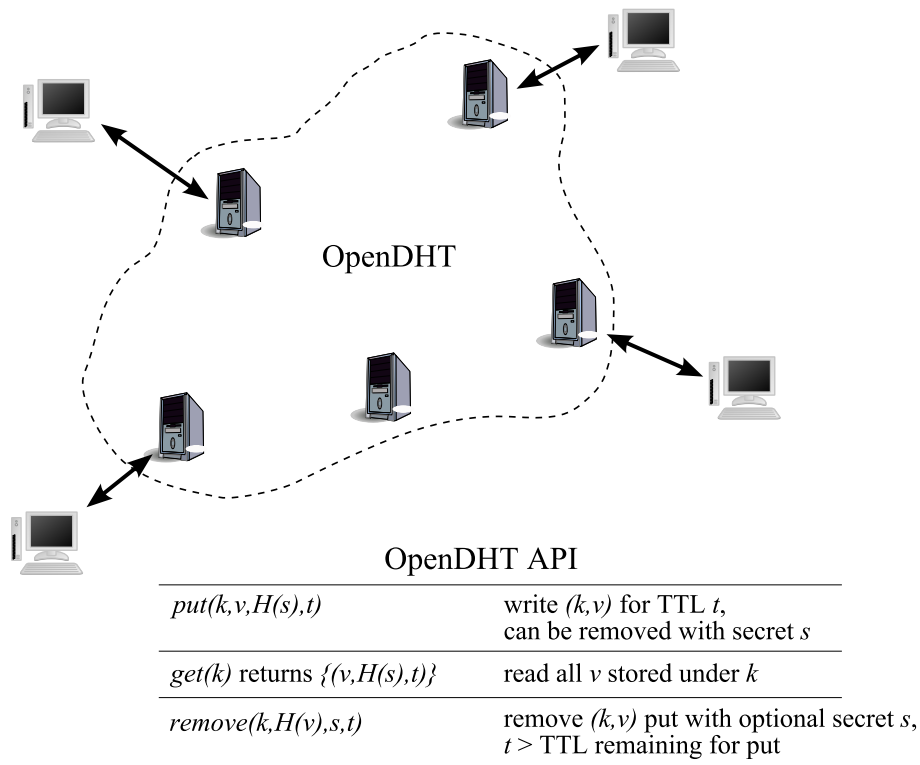 OpenDHT
OpenDHT API
put(k,v,H(s),t) write (k,v) for TTL t,
can be removed with secret s
get(k) returns {(v,H(s),t)} read all v stored under k
remove(k,H(v),s,t) remove (k,v) put with optional secret s,
t > TTL remaining for put